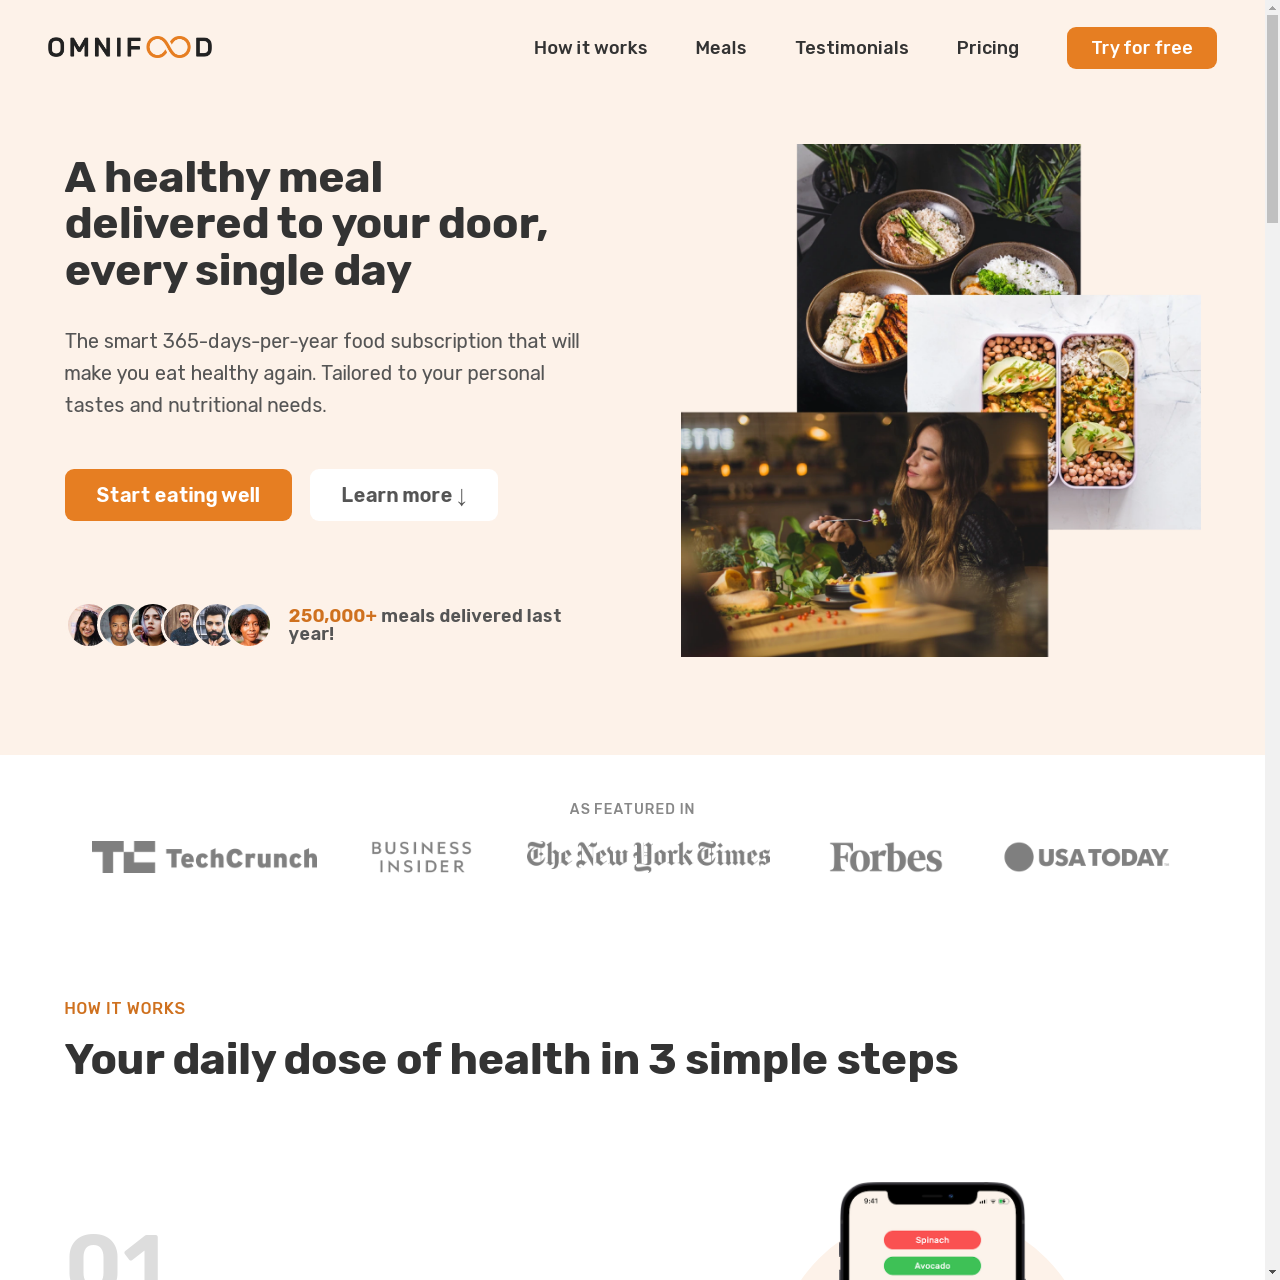 OMNIFOOD
How it works
Meals
Testimonials
Pricing
Try for free
A healthy meal
delivered to your door,
every single day
The smart 365-days-per-year food subscription that will
make you eat healthy again. Tailored to your personal
tastes and nutritional needs.
Start eating well
Learn more ↓
250,000+ meals delivered last
year!
AS FEATURED IN
TC TechCrunch
BUSINESS
INSIDER
The New York Times
Forbes
USA TODAY
HOW IT WORKS
Your daily dose of health in 3 simple steps
01
9:41
Spinach
Avocado